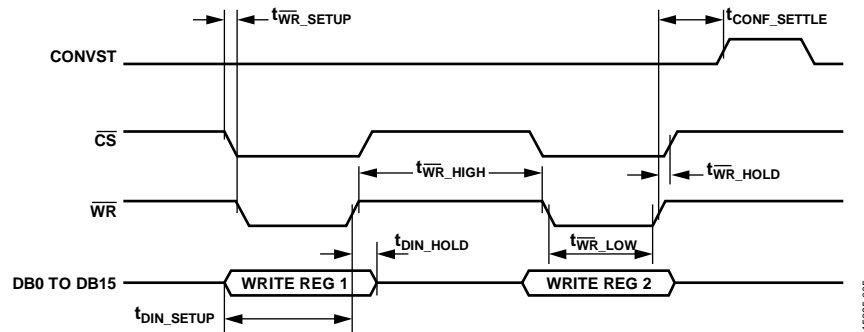 tWR_SETUP
tCONF_SETTLE
CONVST
CS
tWR_HIGH
tWR_HOLD
WR
tDIN_HOLD
tWR_LOW
DB0 TO DB15
WRITE REG 1
WRITE REG 2
tDIN_SETUP